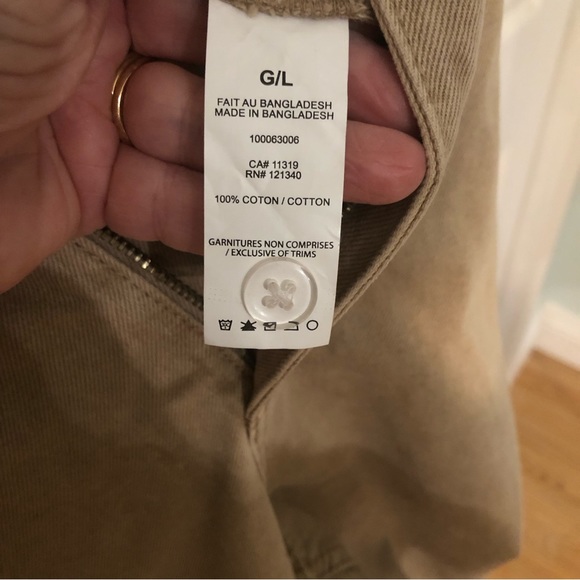 G/L
FAIT AU BANGLADESH
MADE IN BANGLADESH
100063006
CA# 11319
RN# 121340
100% COTON / COTTON
GARNITURES NON COMPRISES
/ EXCLUSIVE OF TRIMS